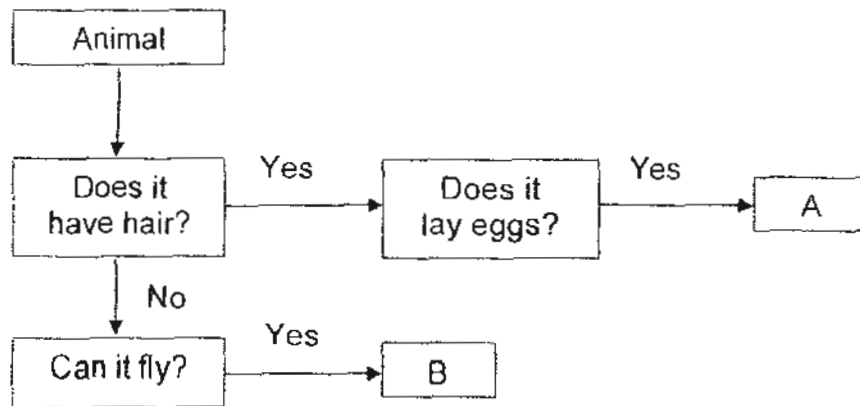 Animal
Does it
have hair?
Yes
Does it
lay eggs?
Yes
A
No
Can it fly?
Yes
B